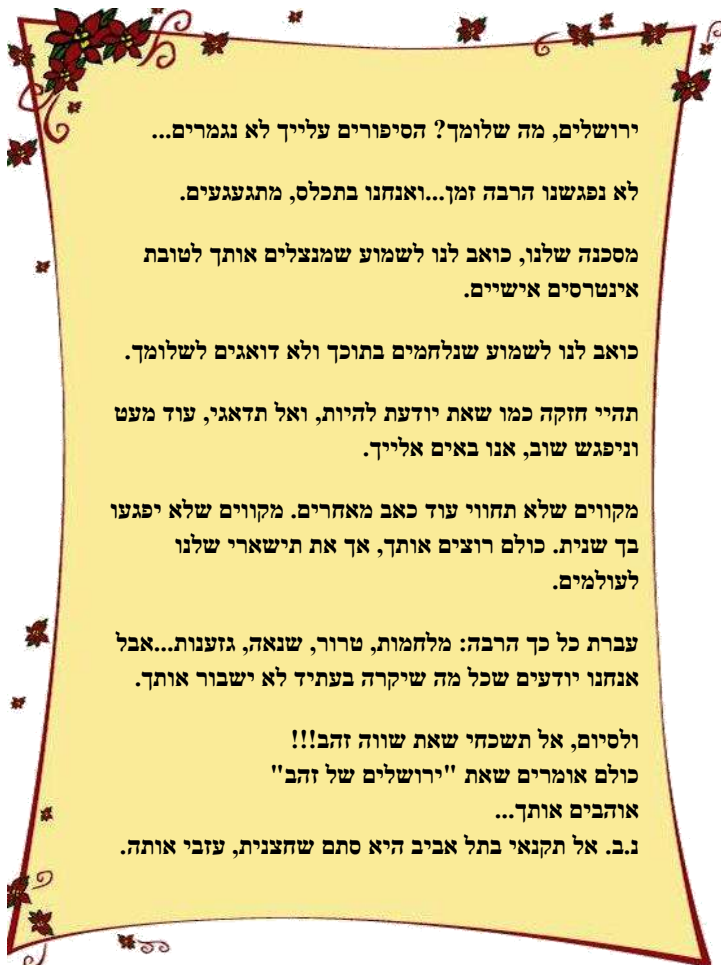 ירושלים, מה שלומך? הסיפורים עלייך לא נגמרים...
לא נפגשנו הרבה זמן...ואנחנו בתכלס, מתגעגעים.
מסכנה שלנו, כואב לנו לשמוע שמנצלים אותך לטובת
אינטרסים אישיים.
כואב לנו לשמוע שנלחמים בתוכך ולא דואגים לשלומך.
תהיי חזקה כמו שאת יודעת להיות, ואל תדאגי, עוד מעט
וניפגש שוב, אנו באים אלייך.
מקווים שלא תחווי עוד כאב מאחרים. מקווים שלא יפגעו
בך שנית. כולם רוצים אותך, אך את תישארי שלנו
לעולמים.
עברת כל כך הרבה: מלחמות, טרור, שנאה, גזענות...אבל
אנחנו יודעים שכל מה שיקרה בעתיד לא ישבור אותך.
ולסיום, אל תשכחי שאת שווה זהב!!!
כולם אומרים שאת "ירושלים של זהב"
אוהבים אותך...
נ.ב. אל תקנאי בתל אביב היא סתם שחצנית, עזבי אותה.